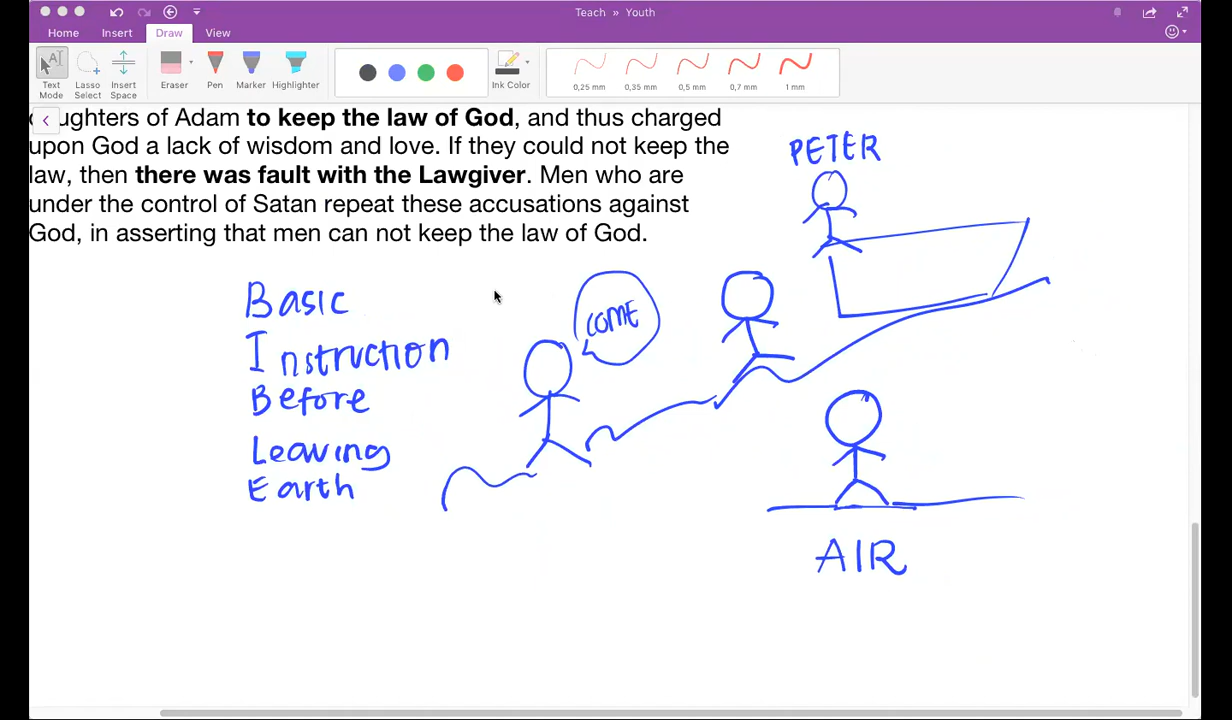 Teach » Youth
Home Insert Draw View
Text Mode
Lasso Select
Insert Space
Eraser
Pen
Marker
Highlighter
Ink Color
0,25 mm
0,35 mm
0,5 mm
0,7 mm
1 mm
ughters of Adam to keep the law of God, and thus charged
upon God a lack of wisdom and love. If they could not keep the
law, then there was fault with the Lawgiver. Men who are
under the control of Satan repeat these accusations against
God, in asserting that men can not keep the law of God.
PETER
Basic
Instruction
Before
Leaving
Earth
COME
AIR